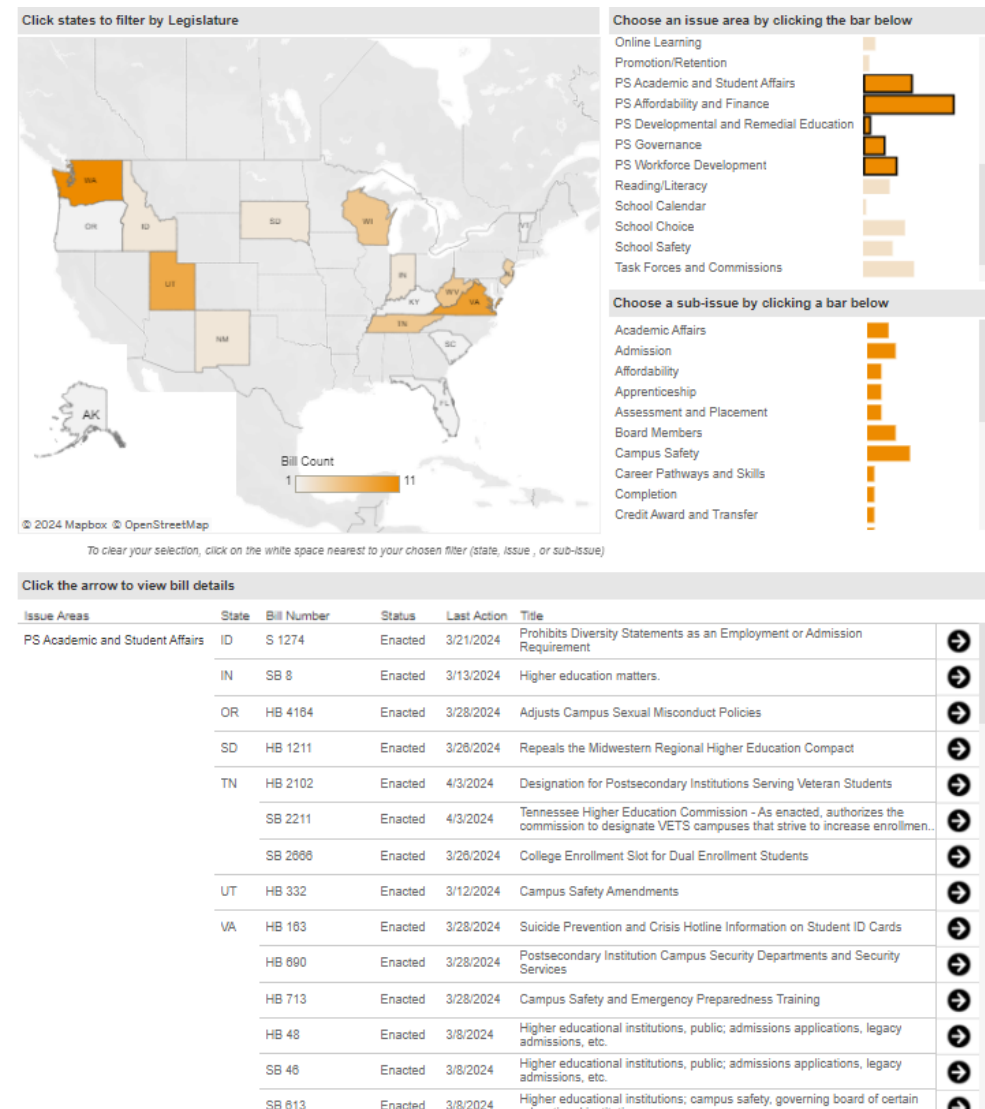 Click states to filter by Legislature
WA
OR
ID
SD
WI
VT
UT
IN
NJ
WV
KY
VA
TN
NM
SC
FL
AK
Bill Count
1
11
© 2024 Mapbox © OpenStreetMap
To clear your selection, click on the white space nearest to your chosen filter (state, issue , or sub-issue)
Choose an issue area by clicking the bar below
Online Learning
Promotion/Retention
PS Academic and Student Affairs
PS Affordability and Finance
PS Developmental and Remedial Education
PS Governance
PS Workforce Development
Reading/Literacy
School Calendar
School Choice
School Safety
Task Forces and Commissions
Choose a sub-issue by clicking a bar below
Academic Affairs
Admission
Affordability
Apprenticeship
Assessment and Placement
Board Members
Campus Safety
Career Pathways and Skills
Completion
Credit Award and Transfer
Click the arrow to view bill details
Issue Areas State Bill Number Status Last Action Title
PS Academic and Student Affairs ID S 1274 Enacted 3/21/2024 Prohibits Diversity Statements as an Employment or Admission
Requirement
IN SB 8 Enacted 3/13/2024 Higher education matters.
OR HB 4164 Enacted 3/28/2024 Adjusts Campus Sexual Misconduct Policies
SD HB 1211 Enacted 3/26/2024 Repeals the Midwestern Regional Higher Education Compact
TN HB 2102 Enacted 4/3/2024 Designation for Postsecondary Institutions Serving Veteran Students
SB 2211 Enacted 4/3/2024 Tennessee Higher Education Commission - As enacted, authorizes the
commission to designate VETS campuses that strive to increase enrollmen..
SB 2666 Enacted 3/26/2024 College Enrollment Slot for Dual Enrollment Students
UT HB 332 Enacted 3/12/2024 Campus Safety Amendments
VA HB 163 Enacted 3/28/2024 Suicide Prevention and Crisis Hotline Information on Student ID Cards
HB 690 Enacted 3/28/2024 Postsecondary Institution Campus Security Departments and Security
Services
HB 713 Enacted 3/28/2024 Campus Safety and Emergency Preparedness Training
HB 48 Enacted 3/8/2024 Higher educational institutions, public; admissions applications, legacy
admissions, etc.
SB 46 Enacted 3/8/2024 Higher educational institutions, public; admissions applications, legacy
admissions, etc.
SB 613 Enacted 3/8/2024 Higher educational institutions; campus safety, governing board of certain